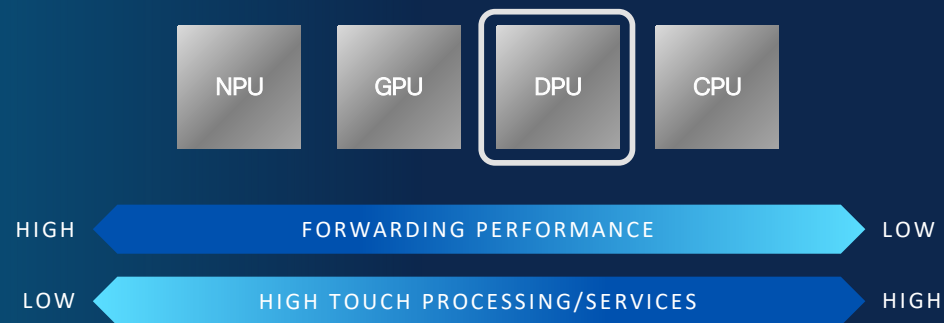 NPU GPU DPU CPU
HIGH FORWARDING PERFORMANCE LOW
LOW HIGH TOUCH PROCESSING/SERVICES HIGH